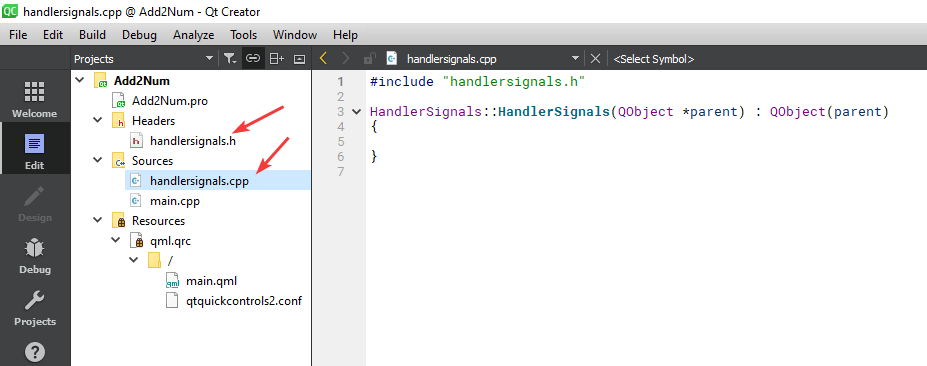 QC handlersignals.cpp @ Add2Num - Qt Creator
File Edit Build Debug Analyze Tools Window Help
Projects handlersignals.cpp <Select Symbol>
Welcome
Edit
Design
Debug
Projects
Add2Num
Add2Num.pro
Headers
handlersignals.h
Sources
handlersignals.cpp
main.cpp
Resources
qml.qrc
/
main.qml
qtquickcontrols2.conf
1 #include "handlersignals.h"
2
3 HandlerSignals::HandlerSignals(QObject *parent) : QObject(parent)
4 {
5
6 }
7